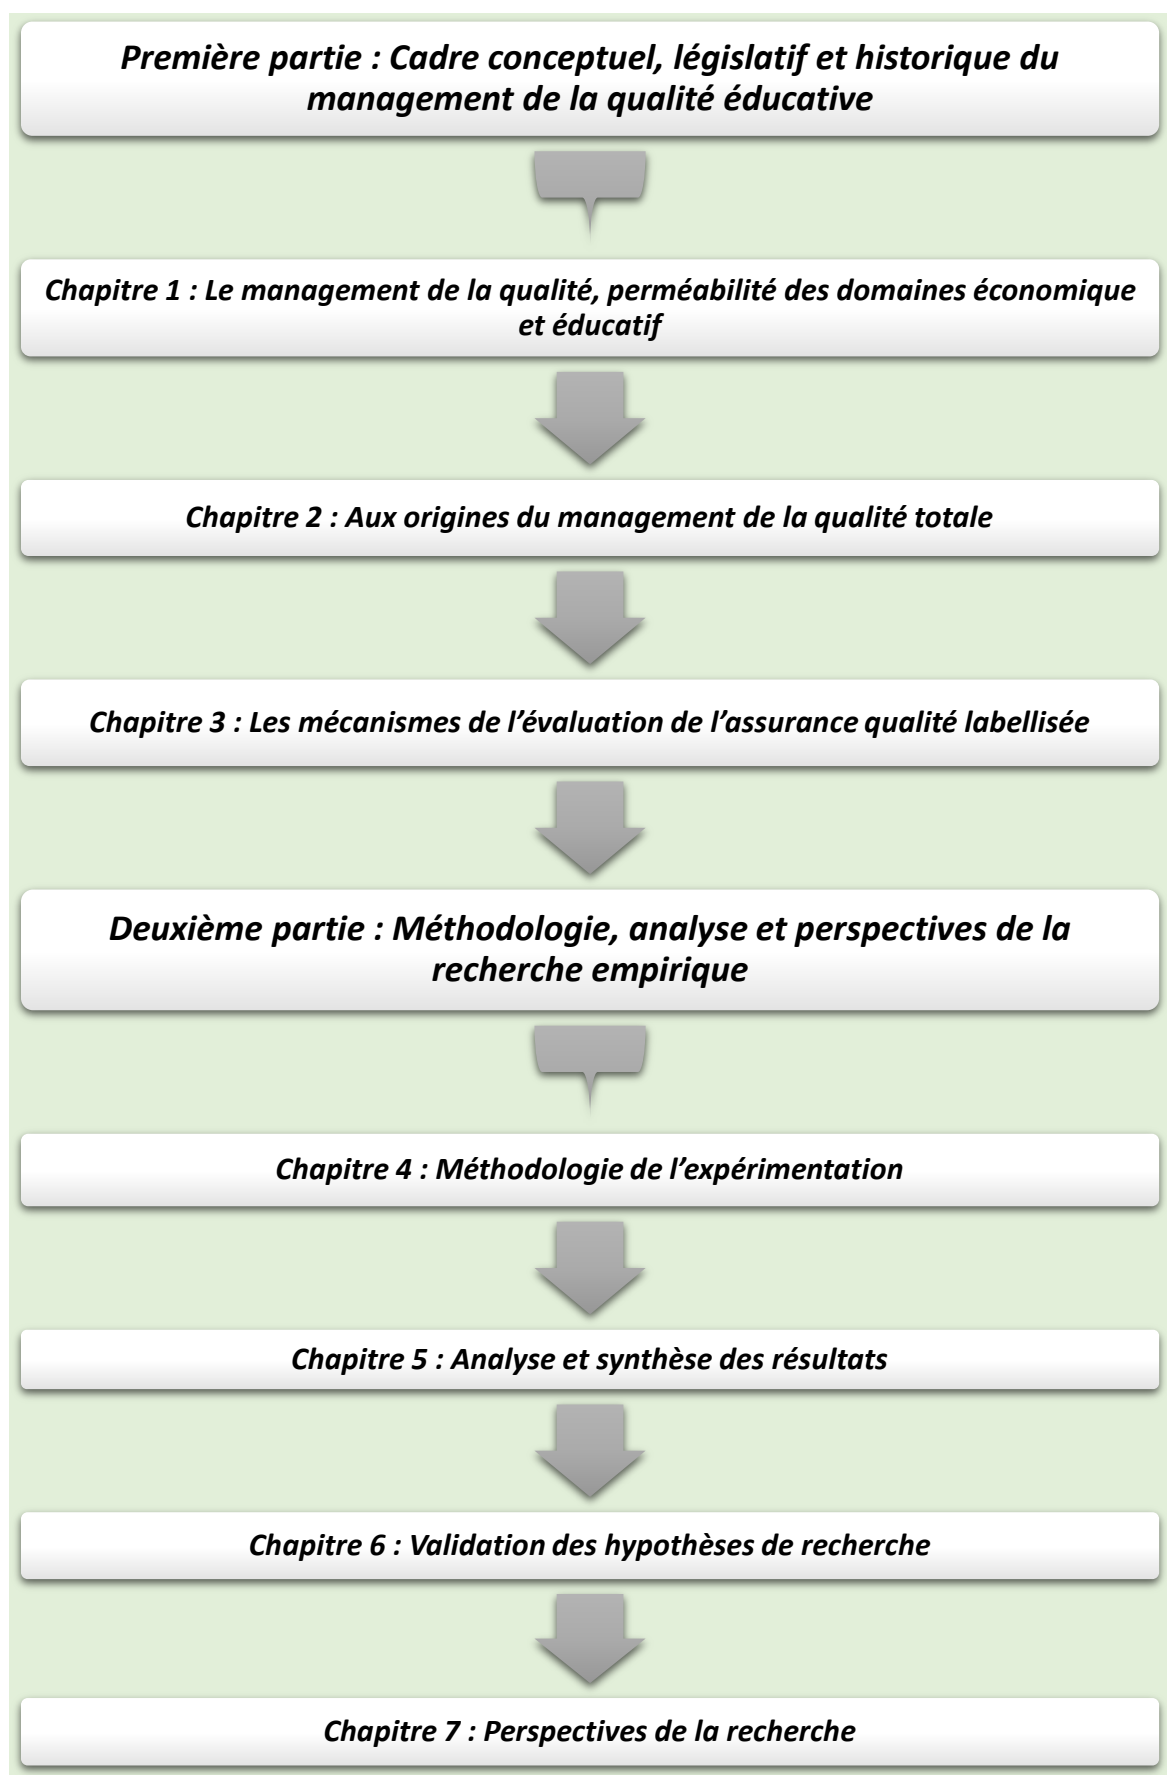 Première partie : Cadre conceptuel, législatif et historique du
management de la qualité éducative
Chapitre 1 : Le management de la qualité, perméabilité des domaines économique
et éducatif
Chapitre 2 : Aux origines du management de la qualité totale
Chapitre 3 : Les mécanismes de l’évaluation de l’assurance qualité labellisée
Deuxième partie : Méthodologie, analyse et perspectives de la
recherche empirique
Chapitre 4 : Méthodologie de l’expérimentation
Chapitre 5 : Analyse et synthèse des résultats
Chapitre 6 : Validation des hypothèses de recherche
Chapitre 7 : Perspectives de la recherche